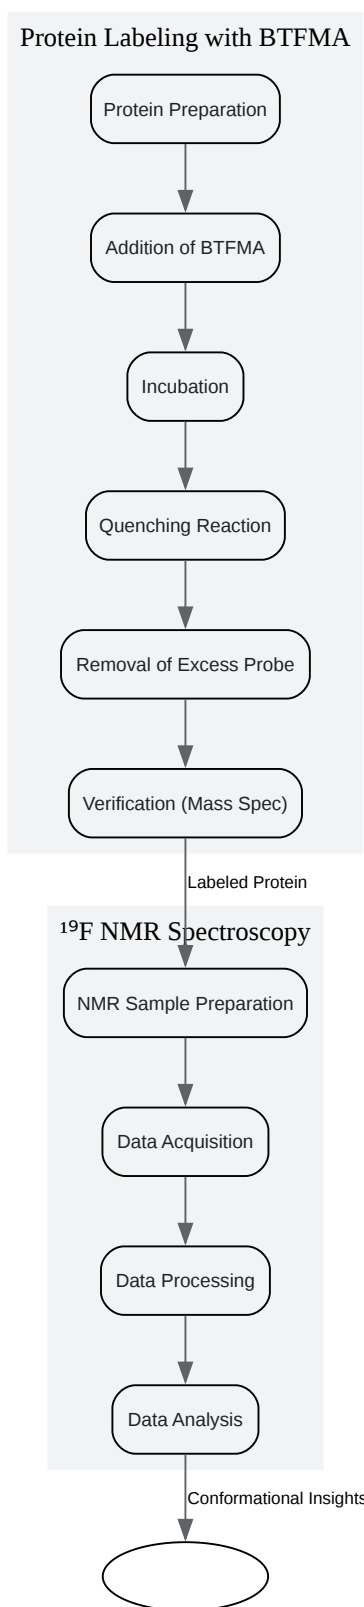 Protein Labeling with BTFMA
Protein Preparation
Addition of BTFMA
Incubation
Quenching Reaction
Removal of Excess Probe
Verification (Mass Spec)
Labeled Protein
¹⁹F NMR Spectroscopy
NMR Sample Preparation
Data Acquisition
Data Processing
Data Analysis
Conformational Insights